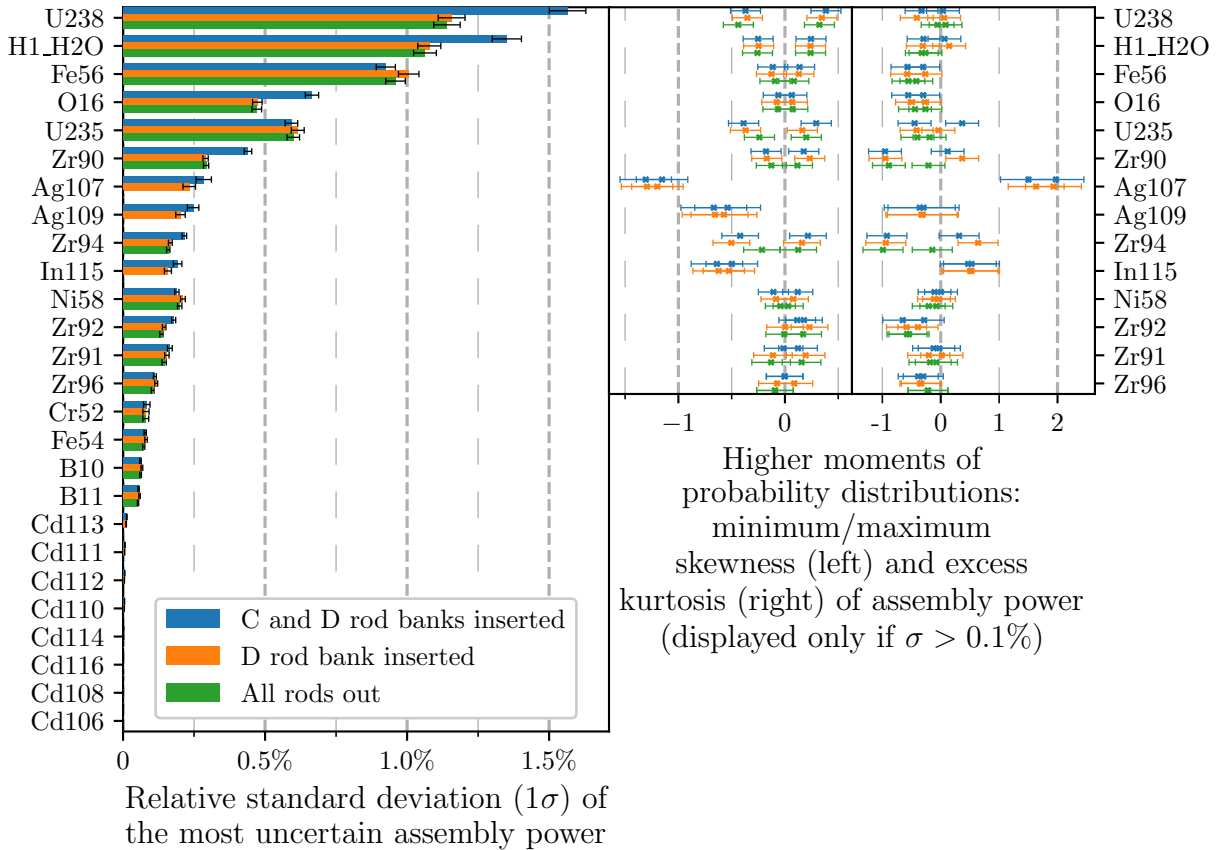 U238
H1_H2O
Fe56
O16
U235
Zr90
Ag107
Ag109
Zr94
In115
Ni58
Zr92
Zr91
Zr96
Cr52
Fe54
B10
B11
Cd113
Cd111
Cd112
Cd110
Cd114
Cd116
Cd108
Cd106
C and D rod banks inserted
D rod bank inserted
All rods out
0 0.5% 1.0% 1.5%
Relative standard deviation (1σ) of
the most uncertain assembly power
U238
H1_H2O
Fe56
O16
U235
Zr90
Ag107
Ag109
Zr94
In115
Ni58
Zr92
Zr91
Zr96
−1 0 -1 0 1 2
Higher moments of
probability distributions:
minimum/maximum
skewness (left) and excess
kurtosis (right) of assembly power
(displayed only if σ > 0.1%)